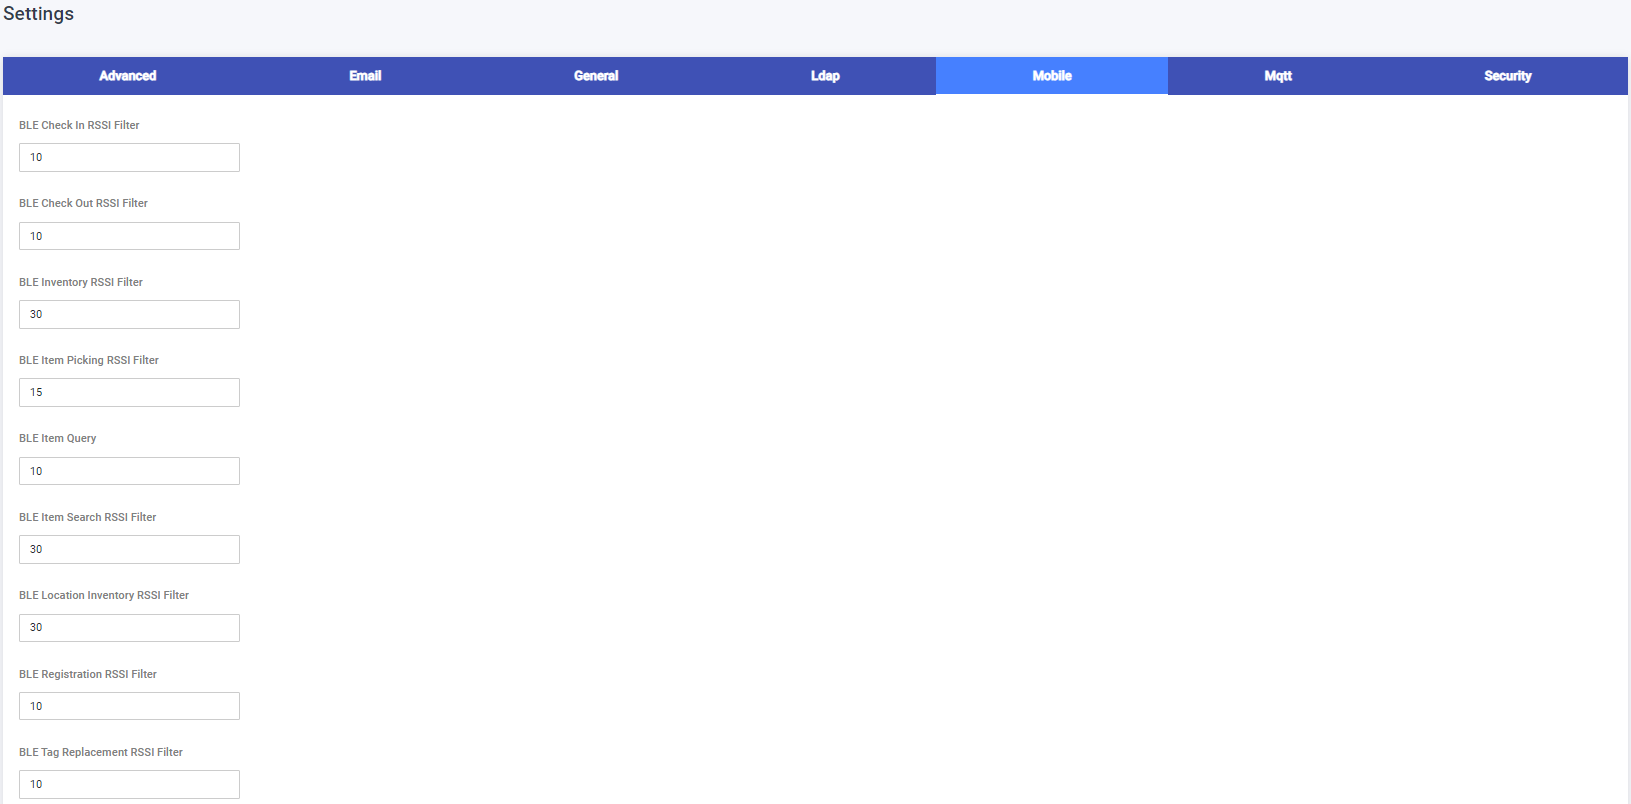 Settings
Advanced Email General Ldap Mobile Mqtt Security
BLE Check In RSSI Filter
10
BLE Check Out RSSI Filter
10
BLE Inventory RSSI Filter
30
BLE Item Picking RSSI Filter
15
BLE Item Query
10
BLE Item Search RSSI Filter
30
BLE Location Inventory RSSI Filter
30
BLE Registration RSSI Filter
10
BLE Tag Replacement RSSI Filter
10